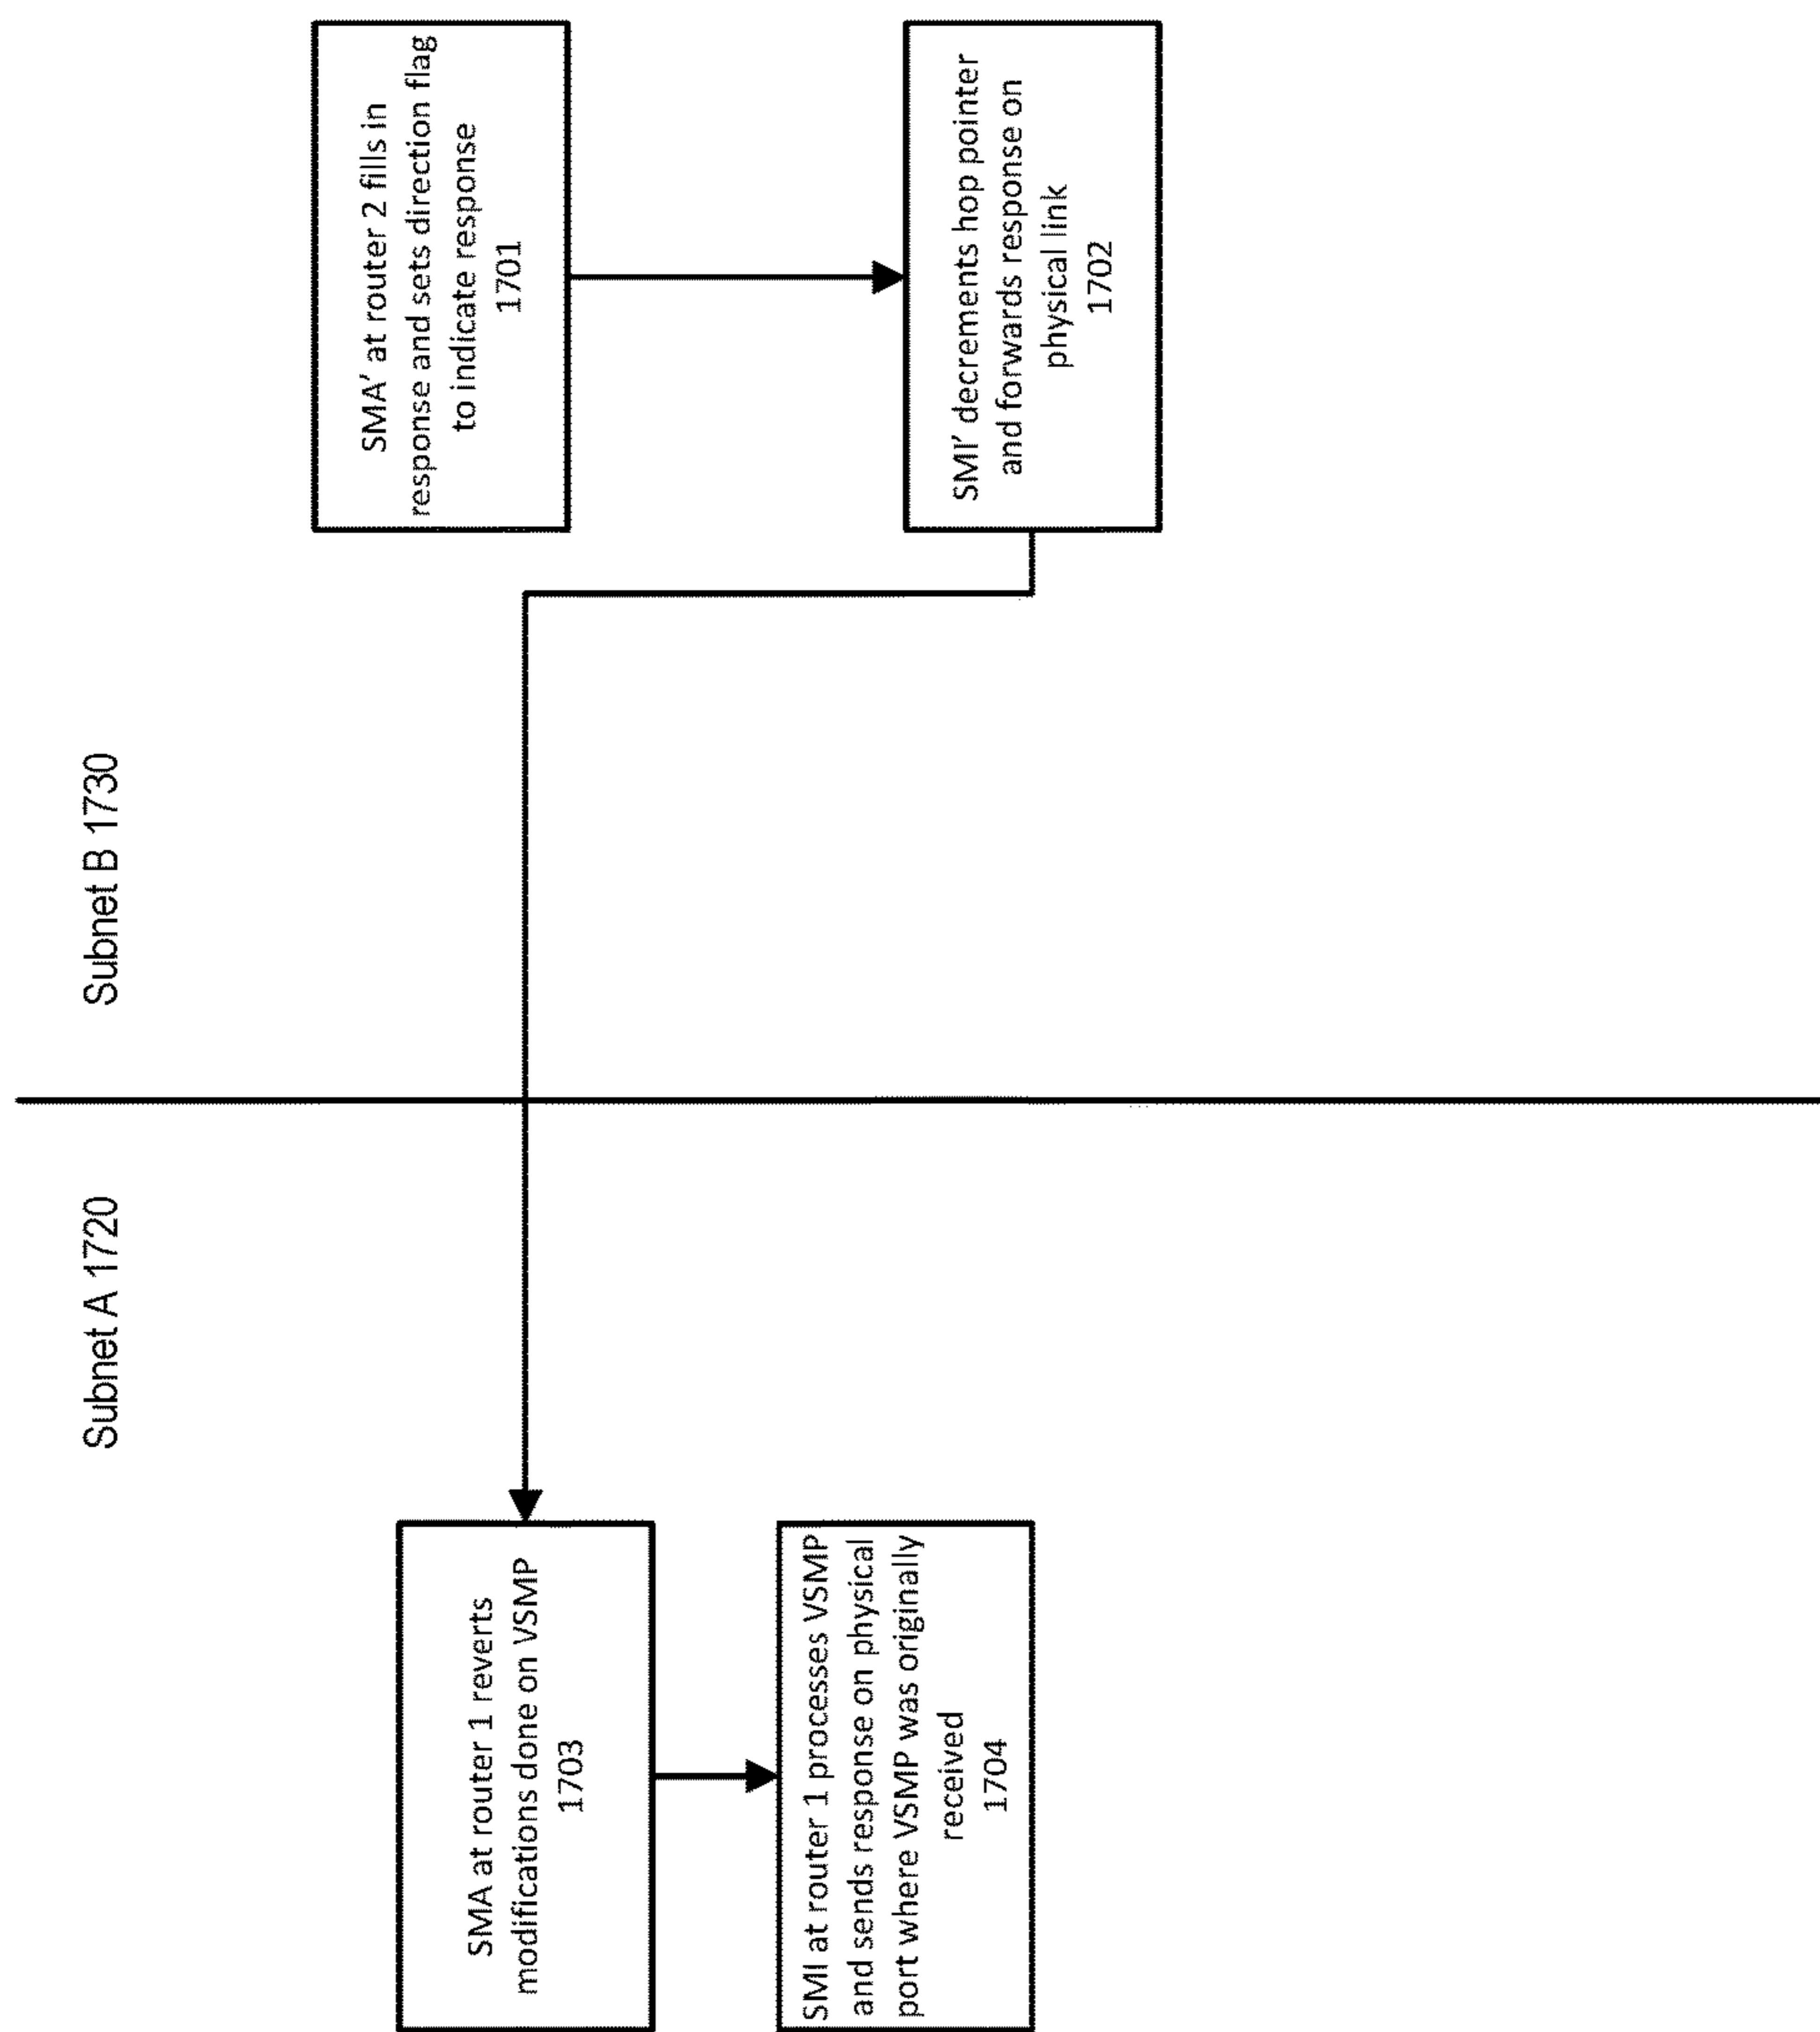 Subnet A 1720
Subnet B 1730
SMA' at router 2 fills in
response and sets direction flag
to indicate response
1701
SMI' decrements hop pointer
and forwards response on
physical link
1702
SMA at router 1 reverts
modifications done on VSMP
1703
SMI at router 1 processes VSMP
and sends response on physical
port where VSMP was originally
received
1704